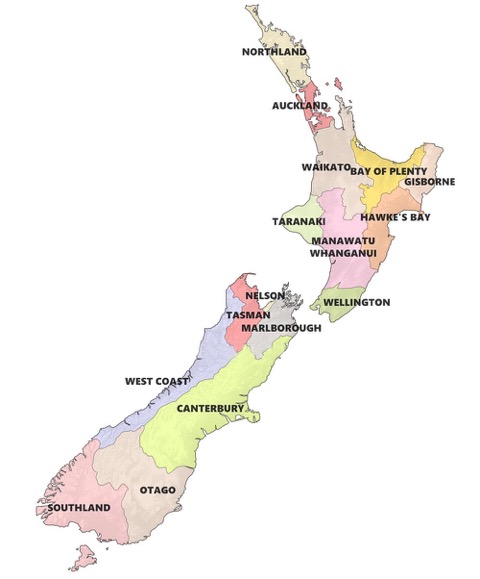 NORTHLAND
AUCKLAND
WAIKATO
BAY OF PLENTY
GISBORNE
TARANAKI
HAWKE'S BAY
MANAWATU
WHANGANUI
WELLINGTON
NELSON
TASMAN
MARLBOROUGH
WEST COAST
CANTERBURY
OTAGO
SOUTHLAND